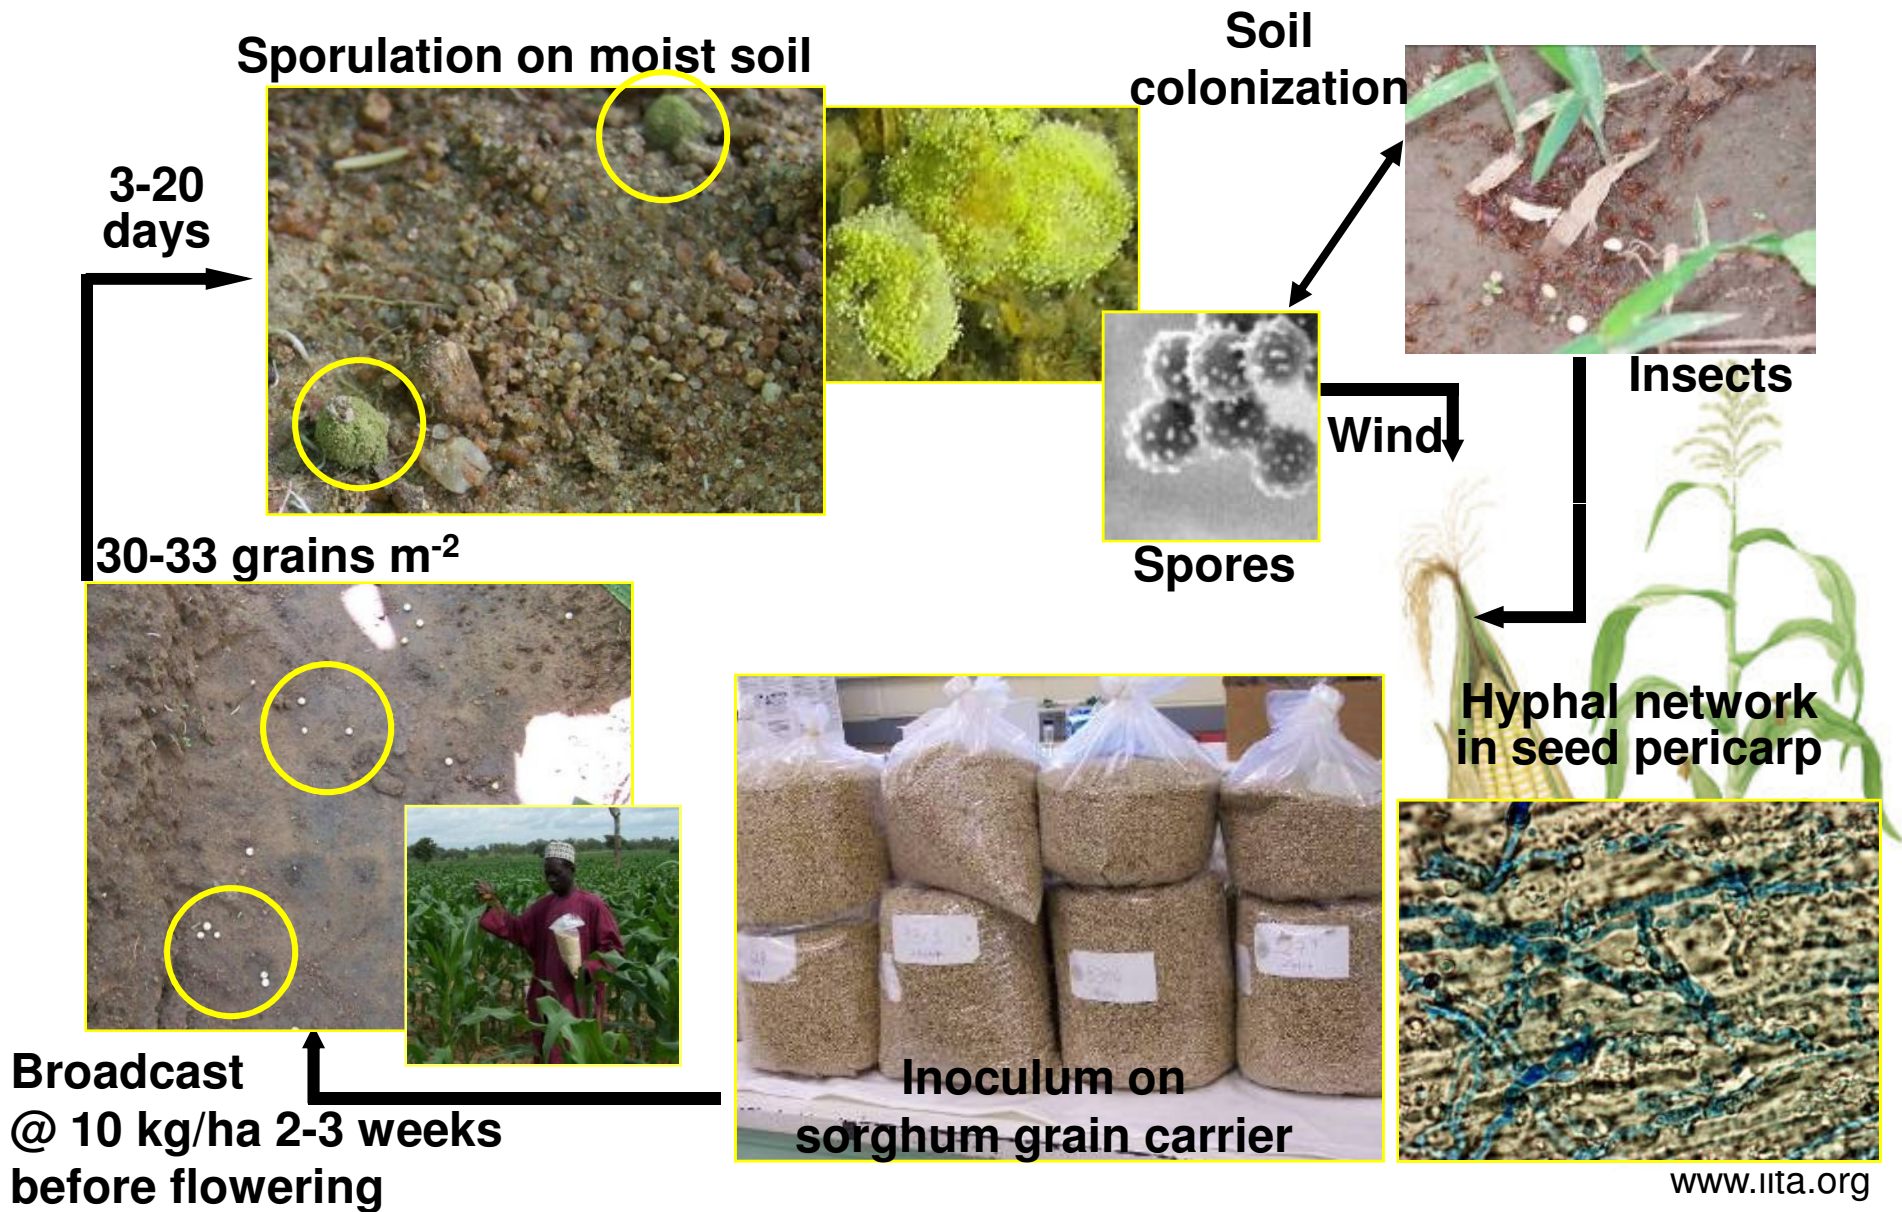 Sporulation on moist soil
Soil
colonization
3-20
days
Insects
Wind
Spores
30-33 grains m-2
Hyphal network
in seed pericarp
Inoculum on
sorghum grain carrier
Broadcast
@ 10 kg/ha 2-3 weeks
before flowering
www.iita.org